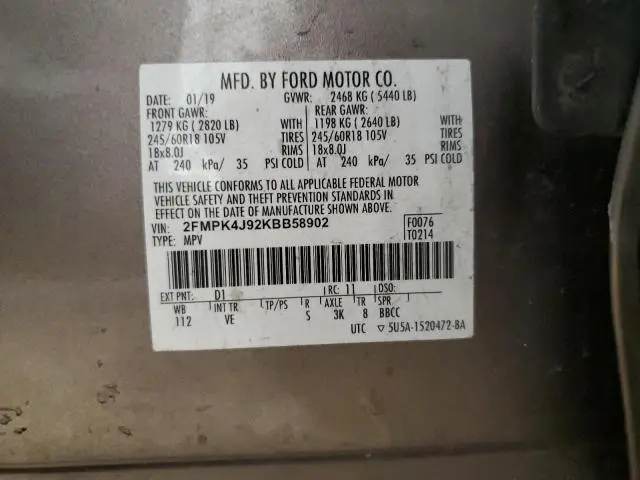 MFD. BY FORD MOTOR CO.
DATE: 01/19 GVWR: 2468 KG ( 5440 LB)
FRONT GAWR: REAR GAWR:
1279 KG ( 2820 LB) WITH 1198 KG ( 2640 LB) WITH
245/60R18 105V TIRES 245/60R18 105V TIRES
18x8.0J RIMS 18x8.0J RIMS
AT 240 kPa/ 35 PSI COLD AT 240 kPa/ 35 PSI COLD
THIS VEHICLE CONFORMS TO ALL APPLICABLE FEDERAL MOTOR
VEHICLE SAFETY AND THEFT PREVENTION STANDARDS IN
EFFECT ON THE DATE OF MANUFACTURE SHOWN ABOVE.
VIN: 2FMPK4J92KBB58902 F0076
TYPE: MPV T0214
EXT PNT: D1 RC: 11 DSO:
WB INT TR TP/PS R AXLE TR SPR
112 VE S 3K 8 BBCC
UTC ▽ 5U5A-1520472-BA